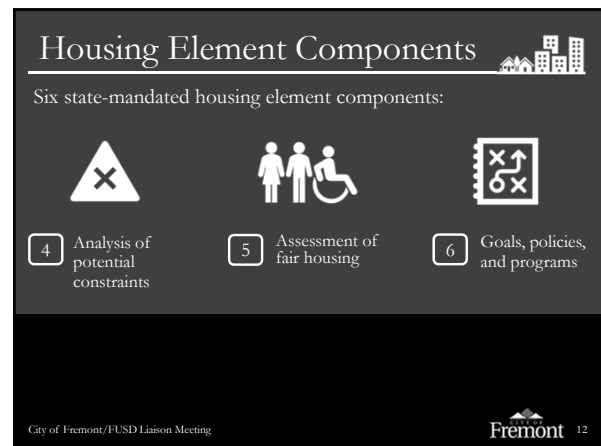 Housing Element Components
Six state-mandated housing element components:
4
Analysis of
potential
constraints
5
Assessment of
fair housing
6
Goals, policies,
and programs
City of Fremont/FUSD Liaison Meeting
CITY OF
Fremont
12